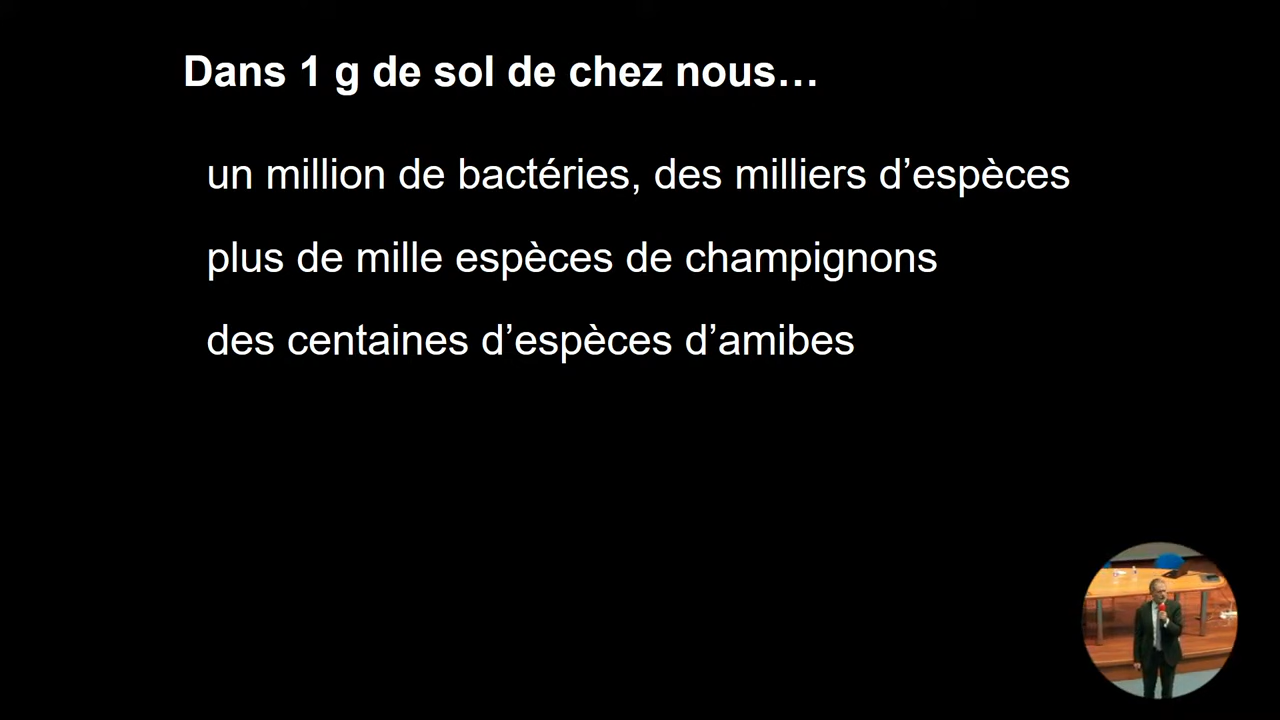 Dans 1 g de sol de chez nous…
un million de bactéries, des milliers d’espèces
plus de mille espèces de champignons
des centaines d’espèces d’amibes